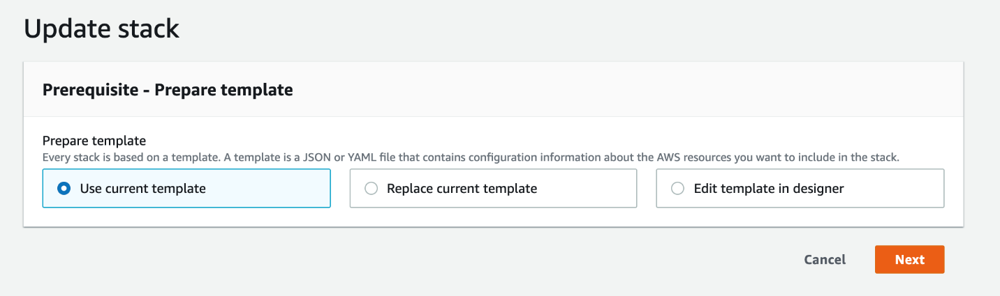 Update stack
Prerequisite - Prepare template
Prepare template
Every stack is based on a template. A template is a JSON or YAML file that contains configuration information about the AWS resources you want to include in the stack.
Use current template
Replace current template
Edit template in designer
Cancel
Next